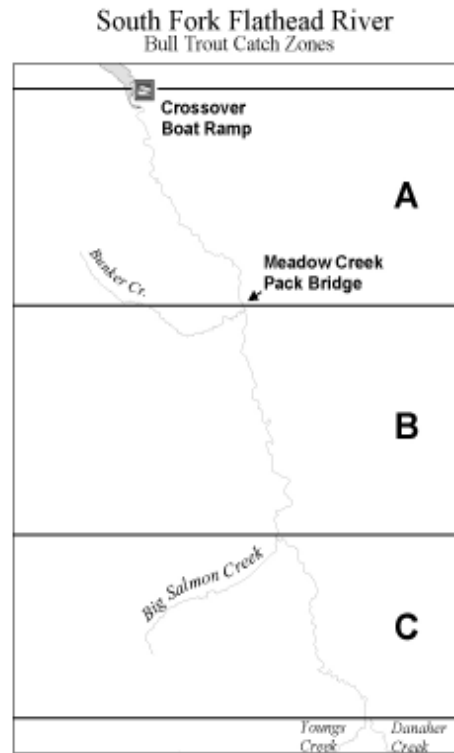 South Fork Flathead River
Bull Trout Catch Zones
Crossover
Boat Ramp
A
Bunker Cr.
Meadow Creek
Pack Bridge
B
Big Salmon Creek
C
Youngs
Creek
Danaher
Creek